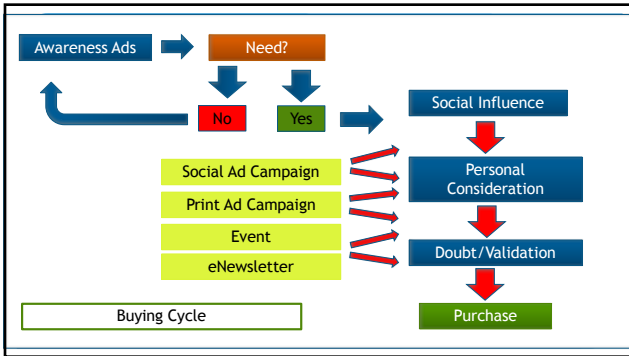 Awareness Ads
Need?
No
Yes
Social Influence
Social Ad Campaign
Print Ad Campaign
Event
eNewsletter
Personal
Consideration
Doubt/Validation
Purchase
Buying Cycle